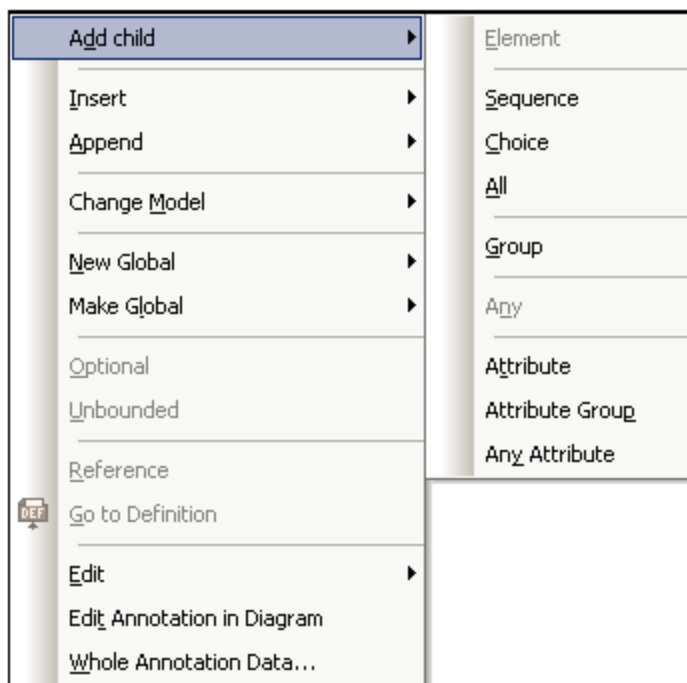 Add child
Insert
Append
Change Model
New Global
Make Global
Optional
Unbounded
Reference
DEF
Go to Definition
Edit
Edit Annotation in Diagram
Whole Annotation Data...
Element
Sequence
Choice
All
Group
Any
Attribute
Attribute Group
Any Attribute